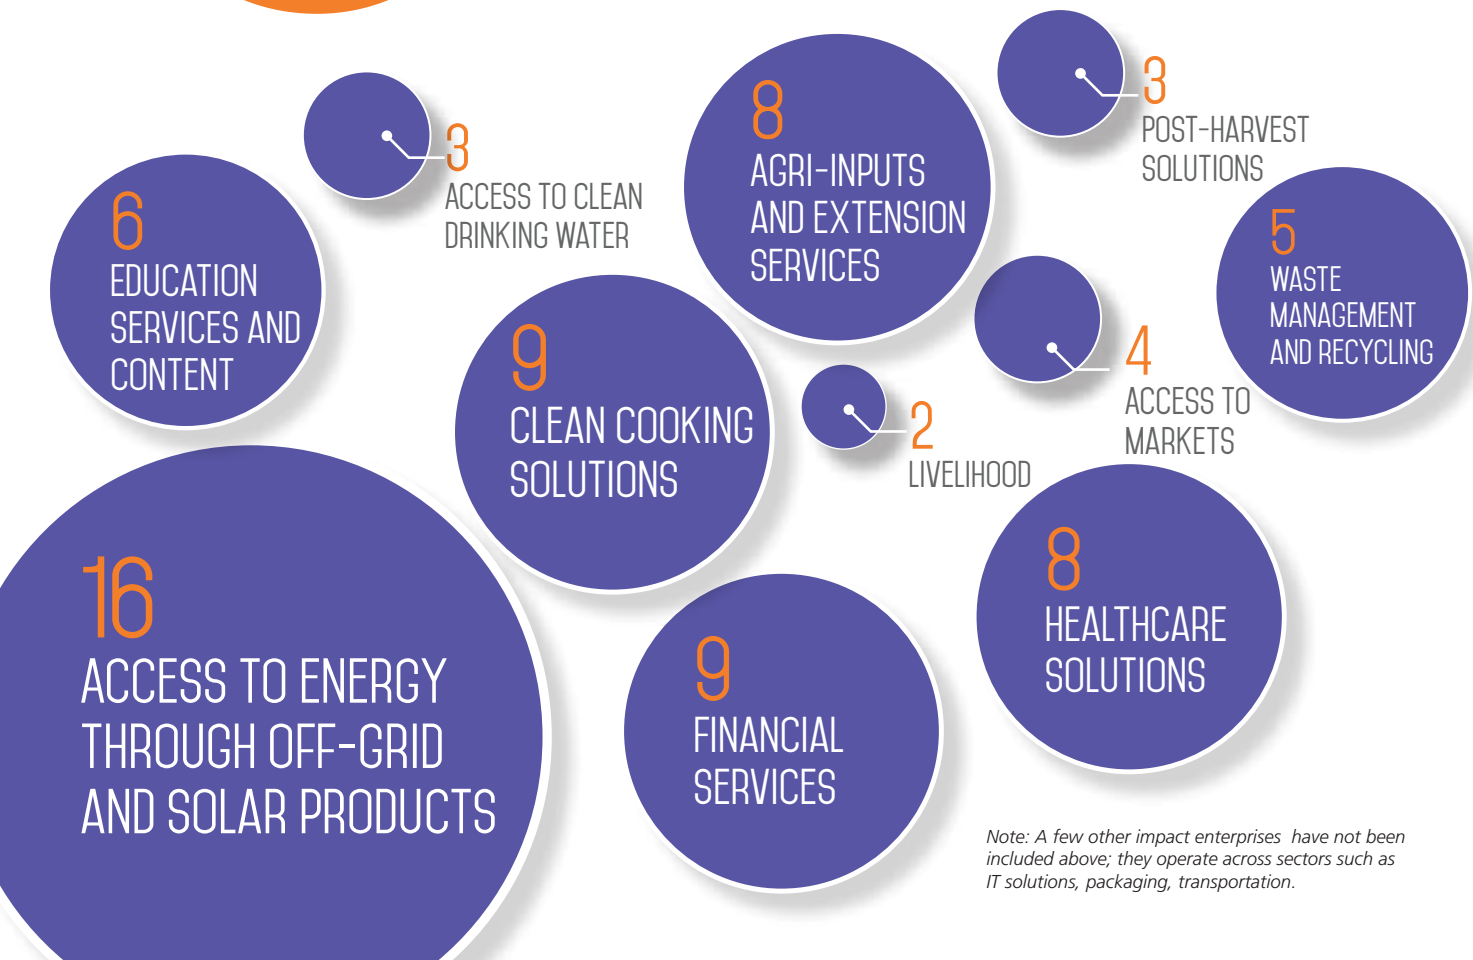 3
ACCESS TO CLEAN
DRINKING WATER
8
AGRI-INPUTS
AND EXTENSION
SERVICES
3
POST-HARVEST
SOLUTIONS
6
EDUCATION
SERVICES AND
CONTENT
5
WASTE
MANAGEMENT
AND RECYCLING
9
CLEAN COOKING
SOLUTIONS
4
ACCESS TO
MARKETS
2
LIVELIHOOD
16
ACCESS TO ENERGY
THROUGH OFF-GRID
AND SOLAR PRODUCTS
9
FINANCIAL
SERVICES
8
HEALTHCARE
SOLUTIONS
Note: A few other impact enterprises have not been
included above; they operate across sectors such as
IT solutions, packaging, transportation.